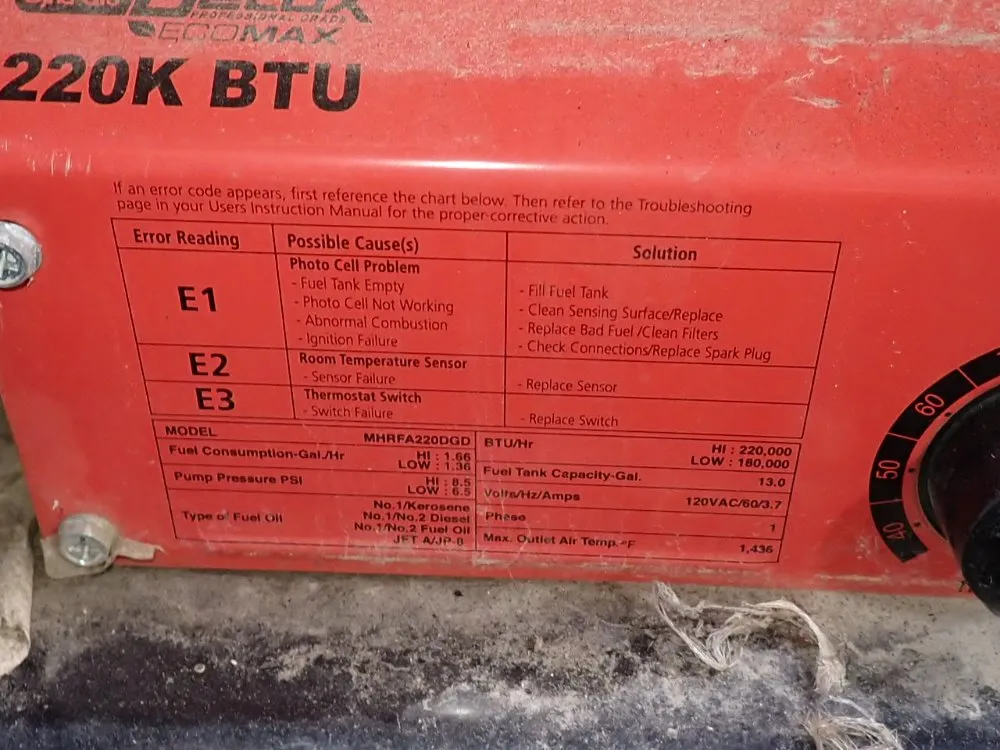 PROFESSIONAL GRADE
ECOMAX
220K BTU
If an error code appears, first reference the chart below. Then refer to the Troubleshooting
page in your Users Instruction Manual for the proper corrective action.
Error Reading Possible Cause(s) Solution
E1
Photo Cell Problem
- Fuel Tank Empty
- Photo Cell Not Working
- Abnormal Combustion
- Ignition Failure
- Fill Fuel Tank
- Clean Sensing Surface/Replace
- Replace Bad Fuel /Clean Filters
- Check Connections/Replace Spark Plug
E2
Room Temperature Sensor
- Sensor Failure
- Replace Sensor
E3
Thermostat Switch
- Switch Failure
- Replace Switch
MODEL MHRFA220DGD
Fuel Consumption-Gal./Hr HI : 1.66
LOW : 1.36
Pump Pressure PSI HI : 8.5
LOW : 6.5
Type of Fuel Oil
No.1/Kerosene
No.1/No.2 Diesel
No.1/No.2 Fuel Oil
JET A/JP-8
BTU/Hr HI : 220,000
LOW : 180,000
Fuel Tank Capacity-Gal. 13.0
Volts/Hz/Amps 120VAC/60/3.7
Phase 1
Max. Outlet Air Temp.-°F 1,436
60
50
40